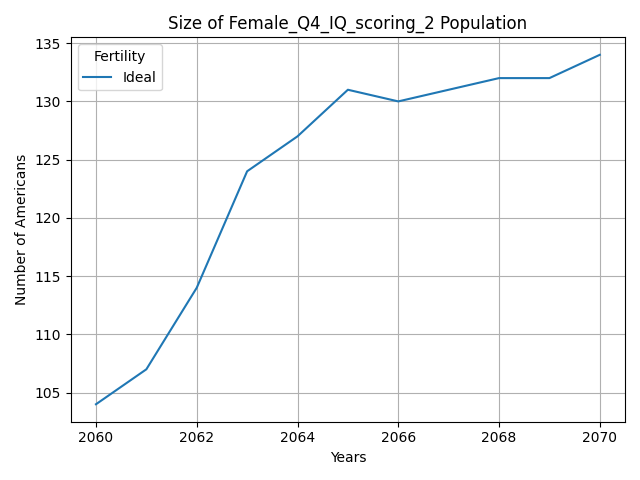 Size of Female_Q4_IQ_scoring_2 Population
Fertility
Ideal
Number of Americans
135
130
125
120
115
110
105
2060
2062
2064
2066
2068
2070
Years